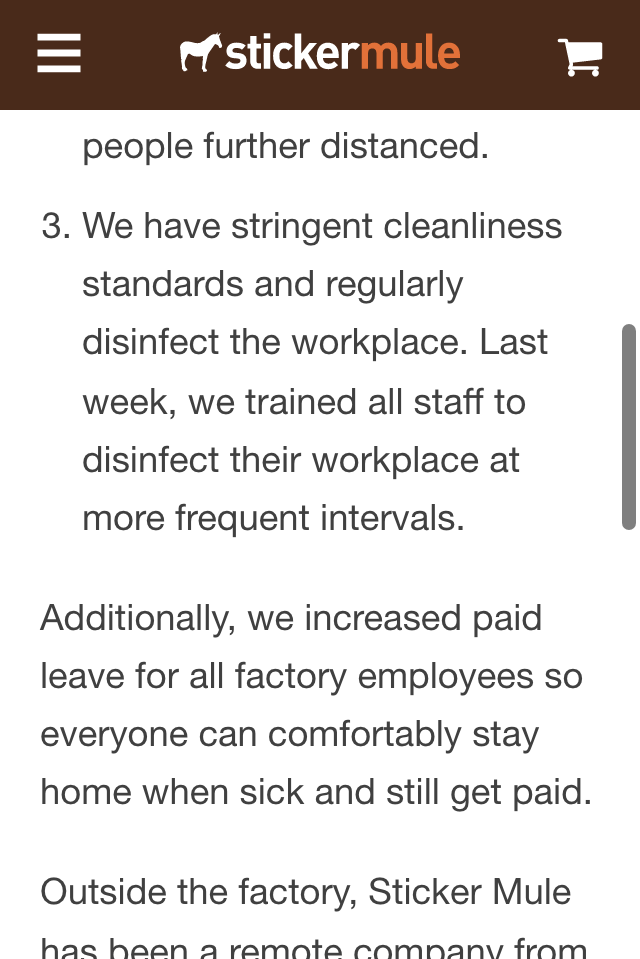 stickermule
people further distanced.
3. We have stringent cleanliness
standards and regularly
disinfect the workplace. Last
week, we trained all staff to
disinfect their workplace at
more frequent intervals.
Additionally, we increased paid
leave for all factory employees so
everyone can comfortably stay
home when sick and still get paid.
Outside the factory, Sticker Mule
has been a remote company from